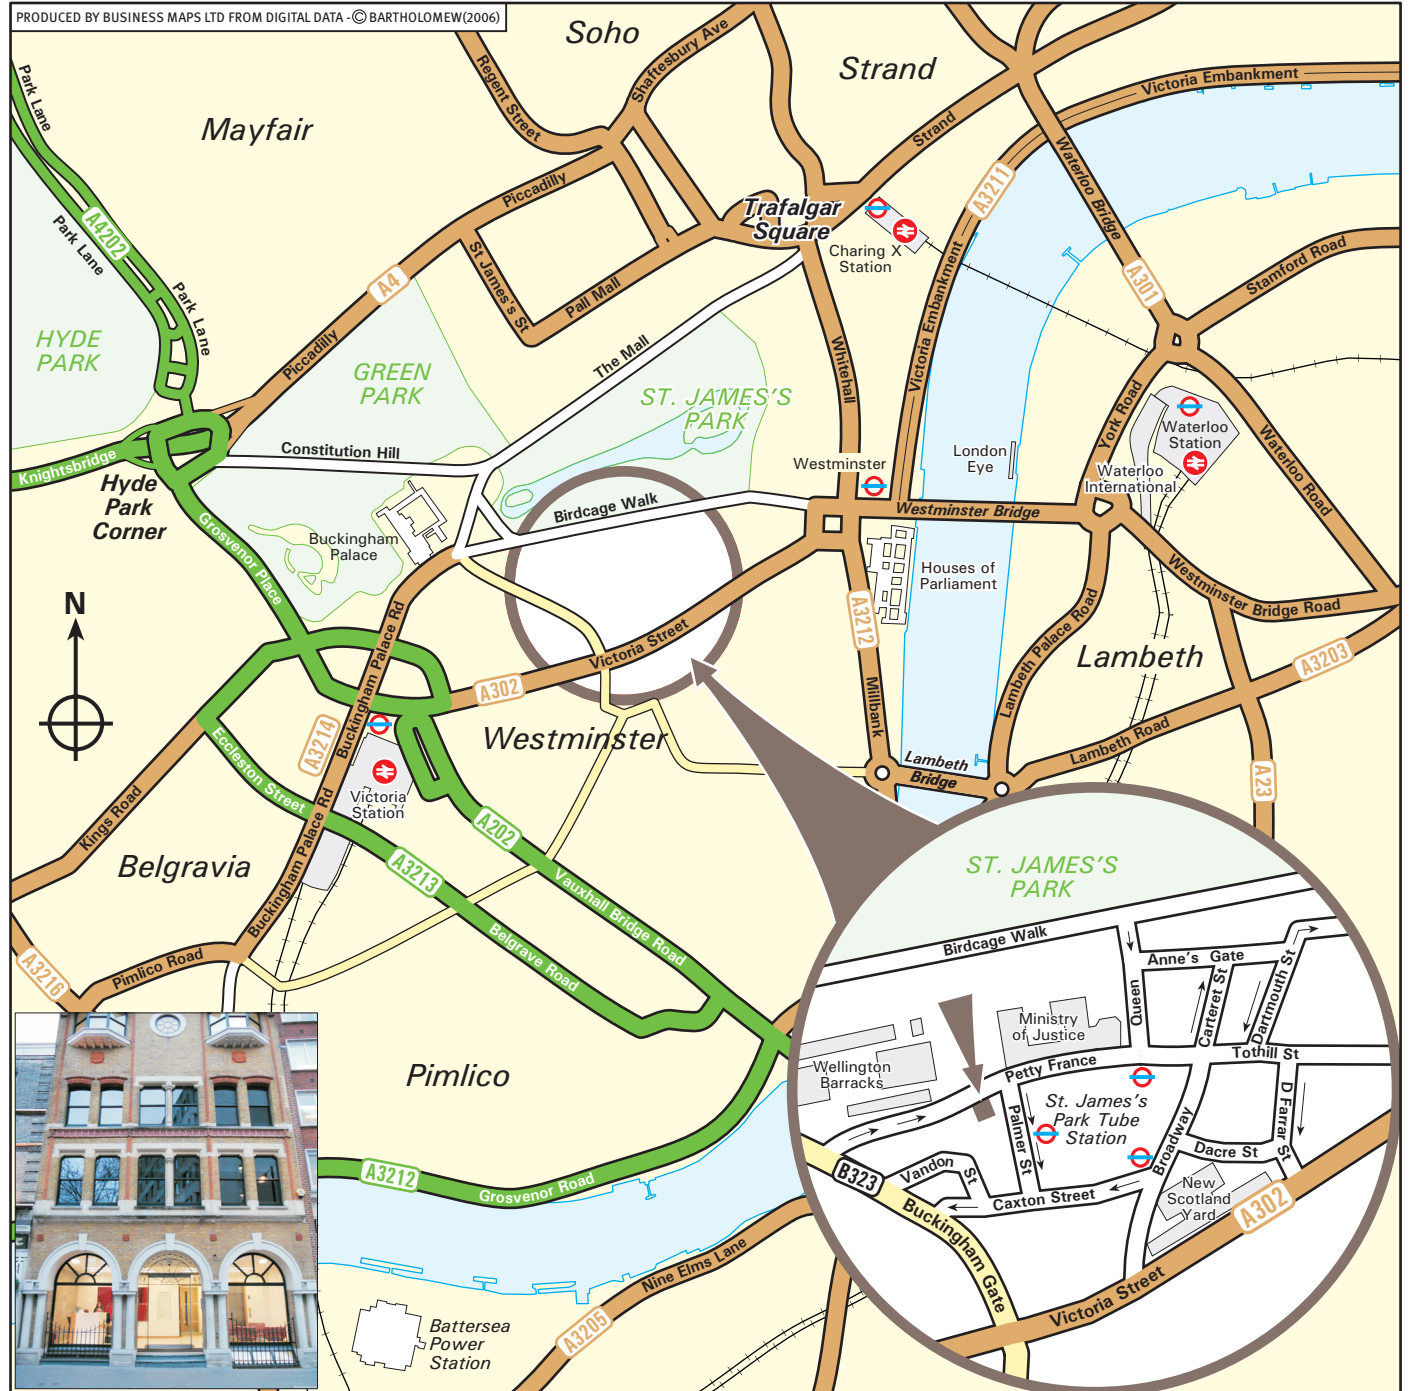 PRODUCED BY BUSINESS MAPS LTD FROM DIGITAL DATA - © BARTHOLOMEW(2006)
Soho
Strand
Mayfair
Park Lane
Regent Street
Shaftesbury Ave
Victoria Embankment
Strand
Waterloo Bridge
Piccadilly
A3211
A4202
Park Lane
Trafalgar
Square
Charing X
Station
St James's St
Pall Mall
A4
A301
Stamford Road
Park Lane
Victoria Embankment
HYDE
PARK
Piccadilly
GREEN
PARK
The Mall
Whitehall
ST. JAMES'S
PARK
York Road
Waterloo
Station
Waterloo Road
Knightsbridge
Constitution Hill
Westminster
London
Eye
Waterloo
International
Hyde
Park
Corner
Birdcage Walk
Westminster Bridge
Grosvenor Place
Buckingham
Palace
Houses of
Parliament
Westminster Bridge Road
N
Buckingham Palace Rd
Victoria Street
A3212
Lambeth Palace Road
Lambeth
A3203
A302
Millbank
Westminster
A3214
Buckingham Palace Rd
Eccleston Street
Lambeth
Bridge
Lambeth Road
A23
Kings Road
Victoria
Station
A202
Belgravia
A3213
Vauxhall Bridge Road
Buckingham Palace Rd
Belgrave Road
A3216
Pimlico Road
Pimlico
A3212
Grosvenor Road
Nine Elms Lane
A3205
Battersea
Power
Station
ST. JAMES'S
PARK
Birdcage Walk
Anne's Gate
Queen
Carteret St
Dartmouth St
Ministry
of Justice
Tothill St
Petty France
Wellington
Barracks
St. James's
Park Tube
Station
Palmer St
Broadway
D Farrar St
Dacre St
Vandon
St
B323
Caxton Street
New
Scotland
Yard
A302
Buckingham Gate
Victoria Street